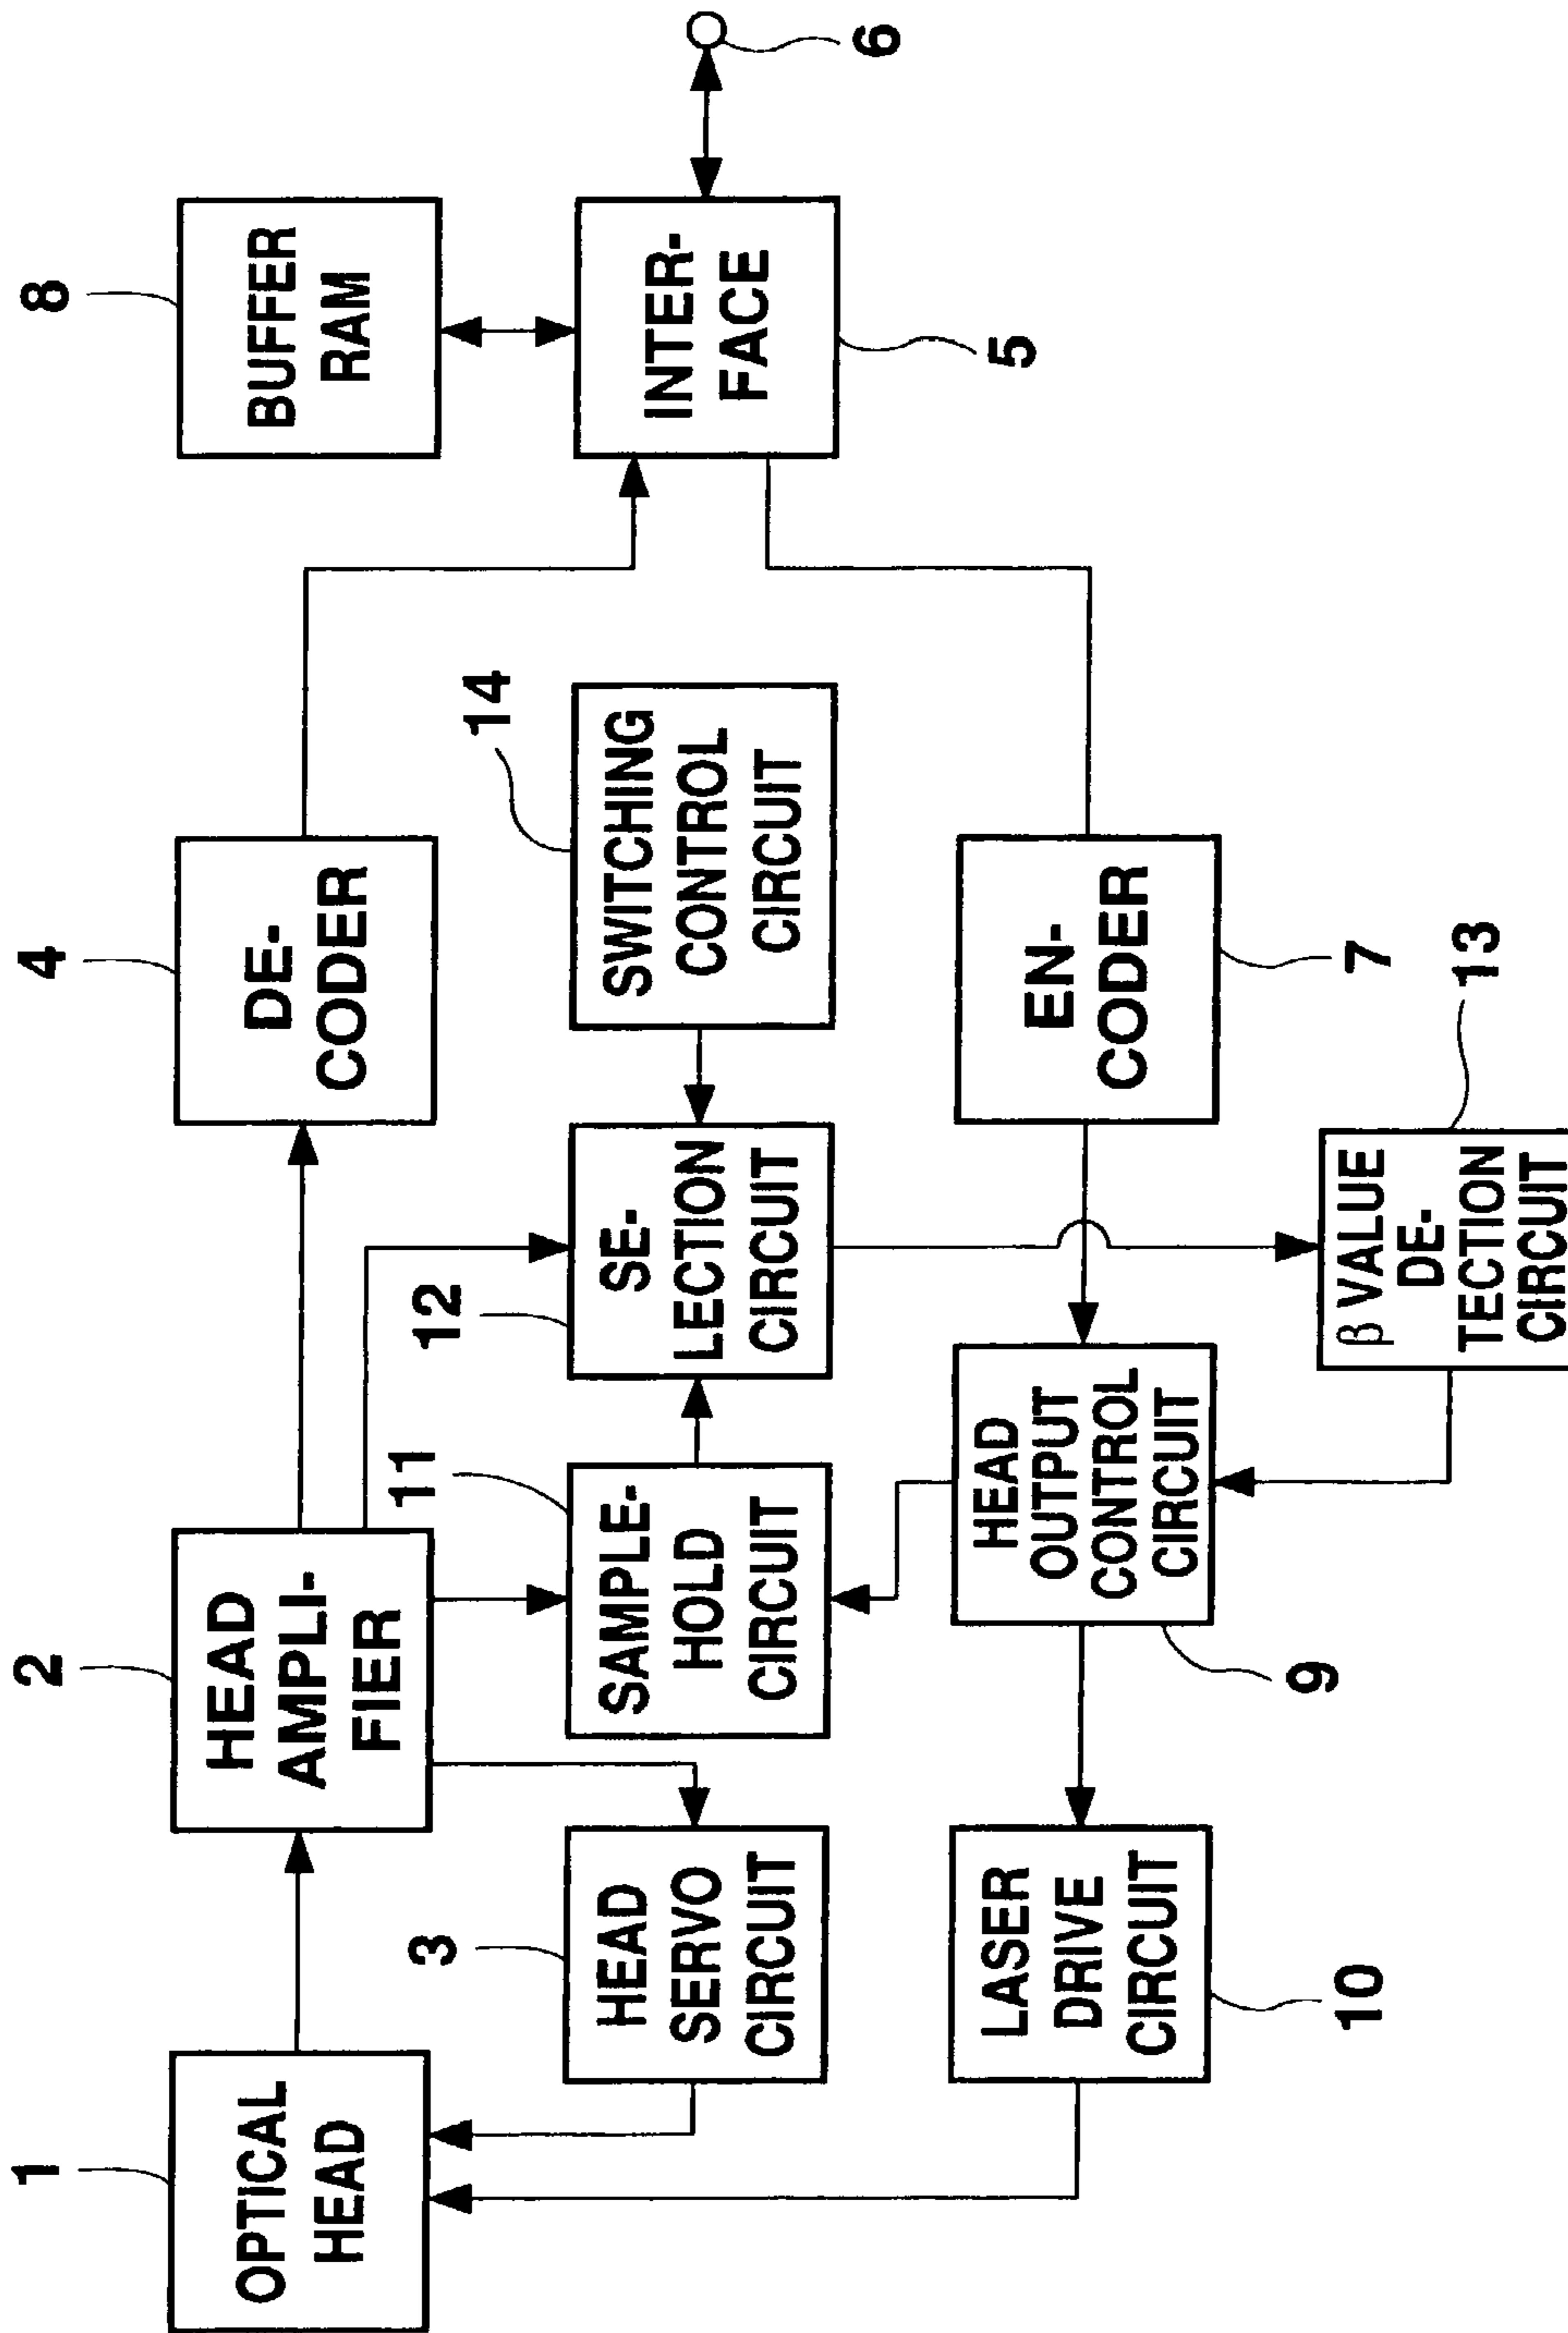 1
OPTICAL
HEAD
2
HEAD
AMPLI-
FIER
4
DE-
CODER
8
BUFFER
RAM
3
HEAD
SERVO
CIRCUIT
11
SAMPLE-
HOLD
CIRCUIT
12
SE-
LECTION
CIRCUIT
14
SWITCHING
CONTROL
CIRCUIT
INTER-
FACE
5
6
LASER
DRIVE
CIRCUIT
10
HEAD
OUTPUT
CONTROL
CIRCUIT
9
EN-
CODER
7
β VALUE
DE-
TECTION
CIRCUIT
13